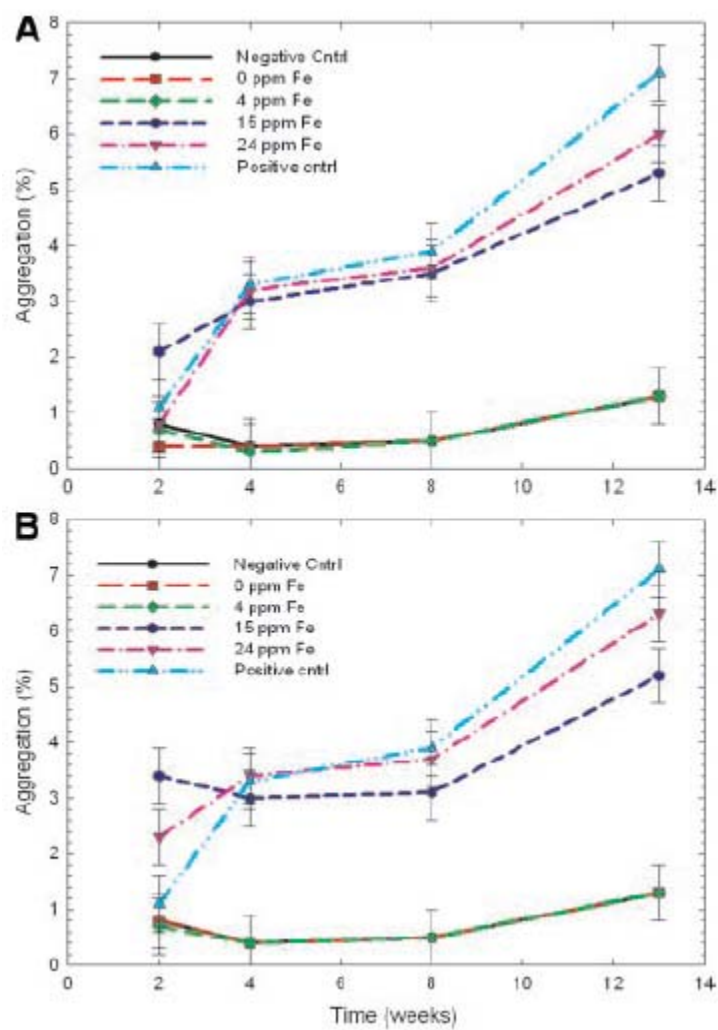 A
8
7
6
5
4
3
2
1
0
Aggregation (%)
Negative Cntrl
0 ppm Fe
4 ppm Fe
15 ppm Fe
24 ppm Fe
Positive cntrl
0 2 4 6 8 10 12 14
B
8
7
6
5
4
3
2
1
0
Aggregation (%)
Negative Cntrl
0 ppm Fe
4 ppm Fe
15 ppm Fe
24 ppm Fe
Positive cntrl
0 2 4 6 8 10 12 14
Time (weeks)